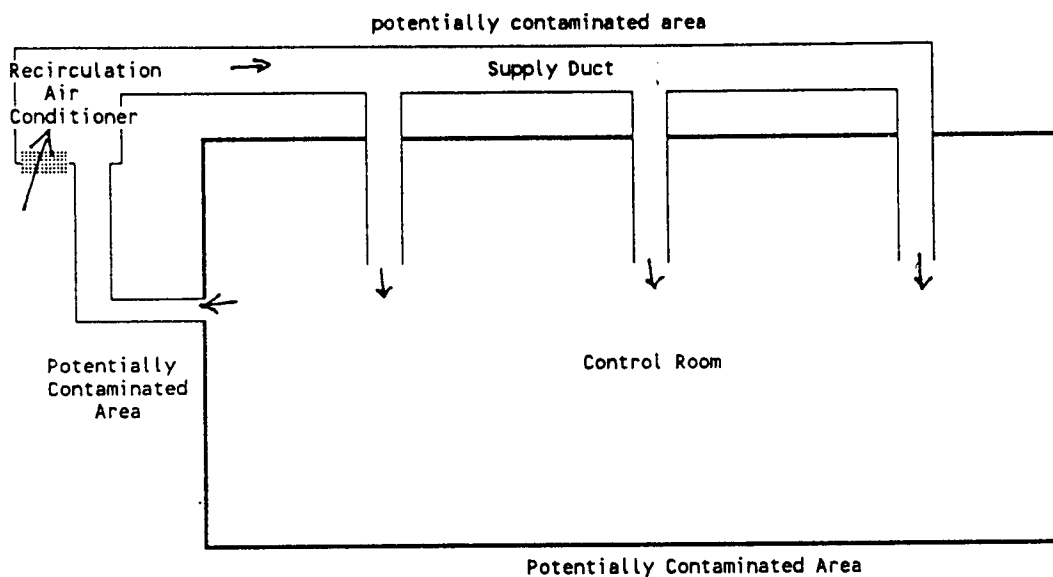 potentially contaminated area
Recirculation
Air
Conditioner
Supply Duct
Control Room
Potentially
Contaminated
Area
Potentially Contaminated Area